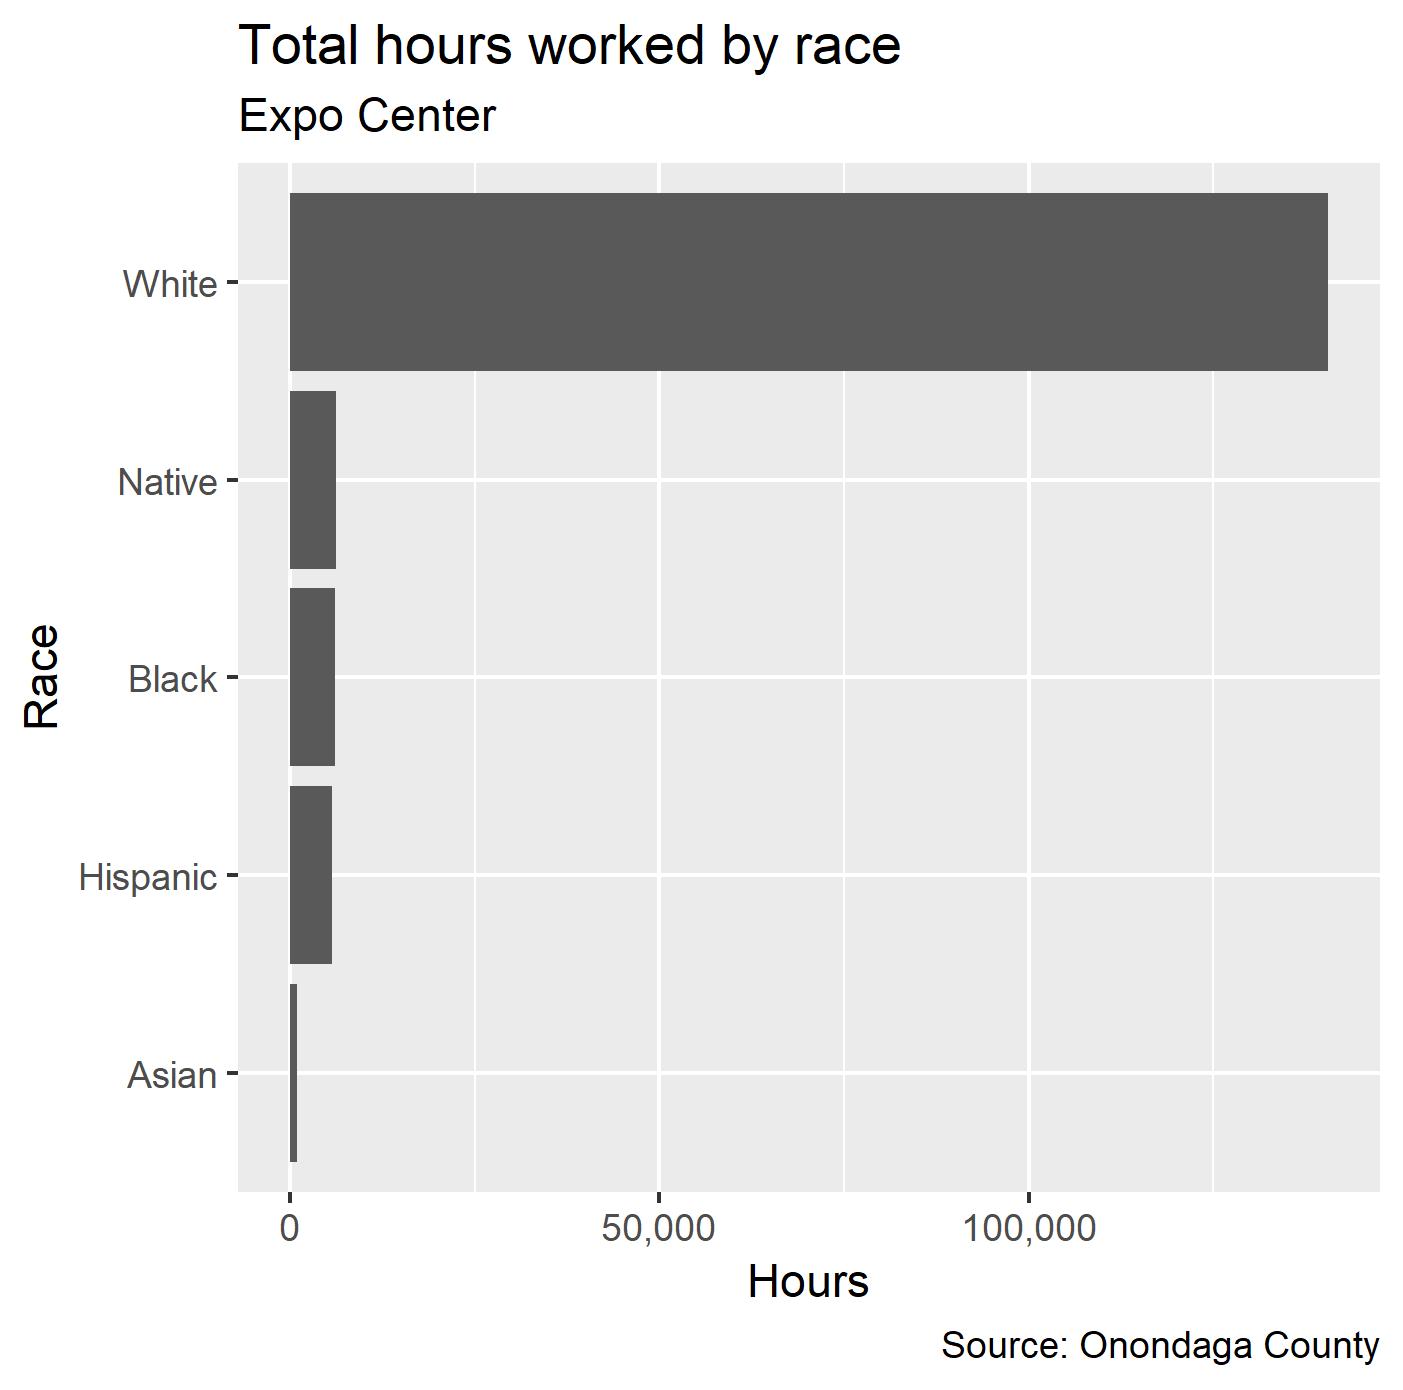 Total hours worked by race
Expo Center
White
Native
Black
Hispanic
Asian
Race
0 50,000 100,000
Hours
Source: Onondaga County